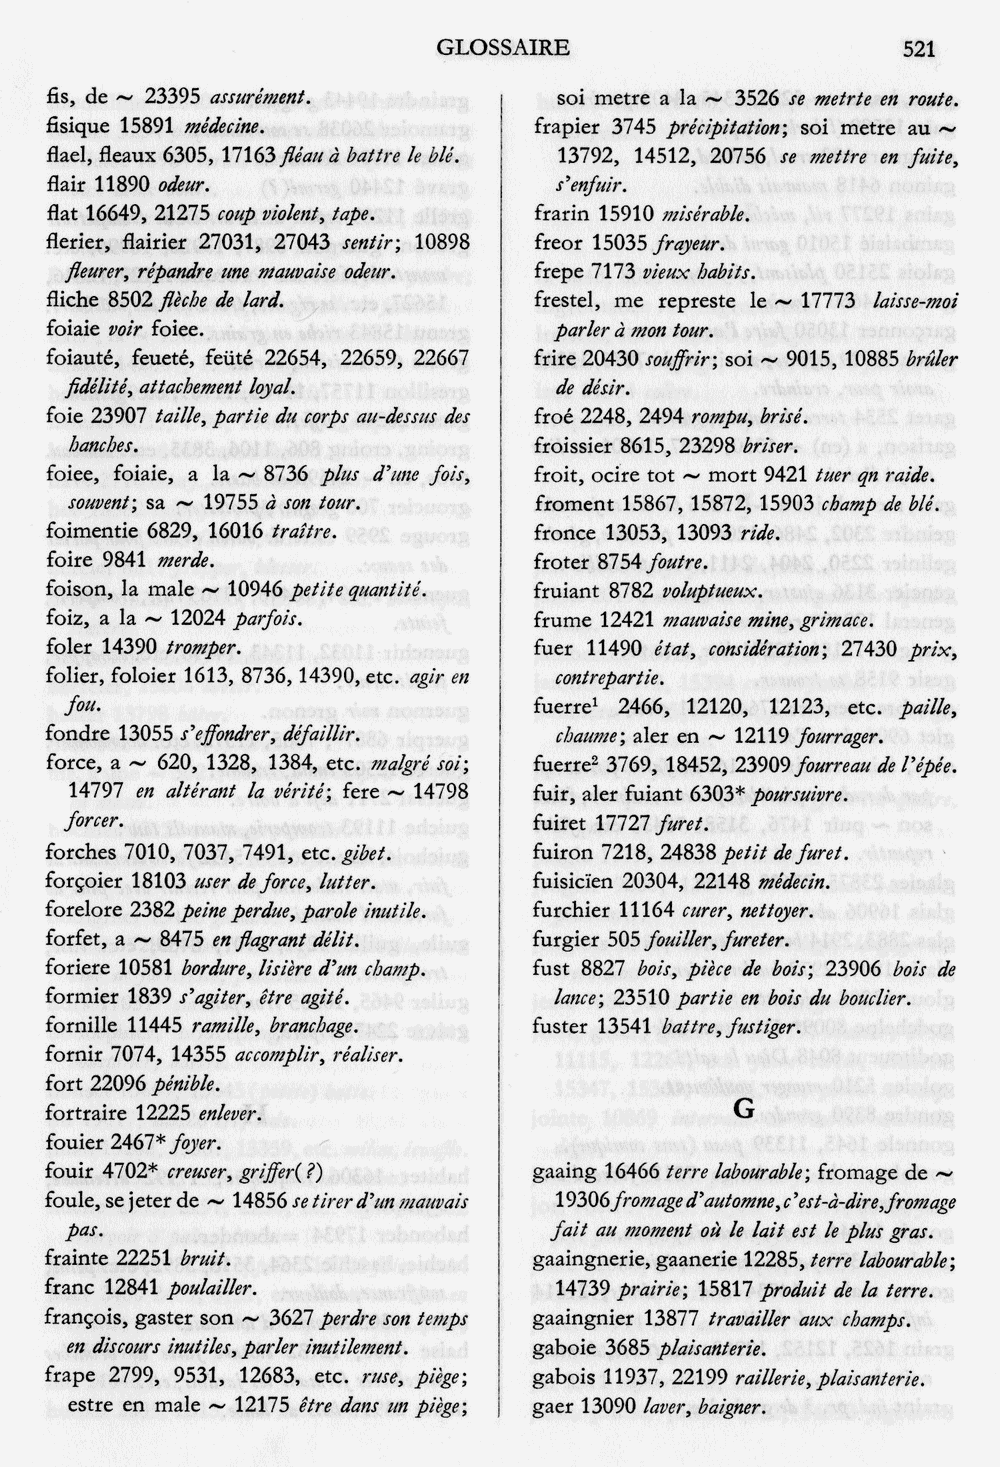 GLOSSAIRE
521
fis, de ~ 23395 assurément.
fisique 15891 médecine.
flael, fleaux 6305, 17163 fléau à battre le blé.
flair 11890 odeur.
flat 16649, 21275 coup violent, tape.
flerier, flairier 27031, 27043 sentir; 10898
fleurer, répandre une mauvaise odeur.
fliche 8502 flèche de lard.
foiaie voir foiee.
foiauté, feueté, feüté 22654, 22659, 22667
fidélité, attachement loyal.
foie 23907 taille, partie du corps au-dessus des
hanches.
foiee, foiaie, a la ~ 8736 plus d'une fois,
souvent; sa ~ 19755 à son tour.
foimentie 6829, 16016 traître.
foire 9841 merde.
foison, la male ~ 10946 petite quantité.
foiz, a la ~ 12024 parfois.
foler 14390 tromper.
folier, foloier 1613, 8736, 14390, etc. agir en
fou.
fondre 13055 s'effondrer, défaillir.
force, a ~ 620, 1328, 1384, etc. malgré soi;
14797 en altérant la vérité; fere ~ 14798
forcer.
forches 7010, 7037, 7491, etc. gibet.
forçoier 18103 user de force, lutter.
forelore 2382 peine perdue, parole inutile.
forfet, a ~ 8475 en flagrant délit.
foriere 10581 bordure, lisière d'un champ.
formier 1839 s'agiter, être agité.
fornille 11445 ramille, branchage.
fornir 7074, 14355 accomplir, réaliser.
fort 22096 pénible.
fortraire 12225 enlever.
fouier 2467* foyer.
fouir 4702* creuser, griffer(?)
foule, se jeter de ~ 14856 se tirer d'un mauvais
pas.
frainte 22251 bruit.
franc 12841 poulailler.
françois, gaster son ~ 3627 perdre son temps
en discours inutiles, parler inutilement.
frape 2799, 9531, 12683, etc. ruse, piège;
estre en male ~ 12175 être dans un piège;
soi metre a la ~ 3526 se metrte en route.
frapier 3745 précipitation; soi metre au ~
13792, 14512, 20756 se mettre en fuite,
s'enfuir.
frarin 15910 misérable.
freor 15035 frayeur.
frepe 7173 vieux habits.
frestel, me represte le ~ 17773 laisse-moi
parler à mon tour.
frire 20430 souffrir; soi ~ 9015, 10885 brûler
de désir.
froé 2248, 2494 rompu, brisé.
froissier 8615, 23298 briser.
froit, ocire tot ~ mort 9421 tuer qn raide.
froment 15867, 15872, 15903 champ de blé.
fronce 13053, 13093 ride.
froter 8754 foutre.
fruiant 8782 voluptueux.
frume 12421 mauvaise mine, grimace.
fuer 11490 état, considération; 27430 prix,
contrepartie.
fuerre¹ 2466, 12120, 12123, etc. paille,
chaume; aler en ~ 12119 fourrager.
fuerre² 3769, 18452, 23909 fourreau de l'épée.
fuir, aler fuiant 6303* poursuivre.
fuiret 17727 furet.
fuiron 7218, 24838 petit de furet.
fuisicïen 20304, 22148 médecin.
furchier 11164 curer, nettoyer.
furgier 505 fouiller, fureter.
fust 8827 bois, pièce de bois; 23906 bois de
lance; 23510 partie en bois du bouclier.
fuster 13541 battre, fustiger.
G
gaaing 16466 terre labourable; fromage de ~
19306 fromage d'automne, c'est-à-dire, fromage
fait au moment où le lait est le plus gras.
gaaingnerie, gaanerie 12285, terre labourable;
14739 prairie; 15817 produit de la terre.
gaaingnier 13877 travailler aux champs.
gaboie 3685 plaisanterie.
gabois 11937, 22199 raillerie, plaisanterie.
gaer 13090 laver, baigner.